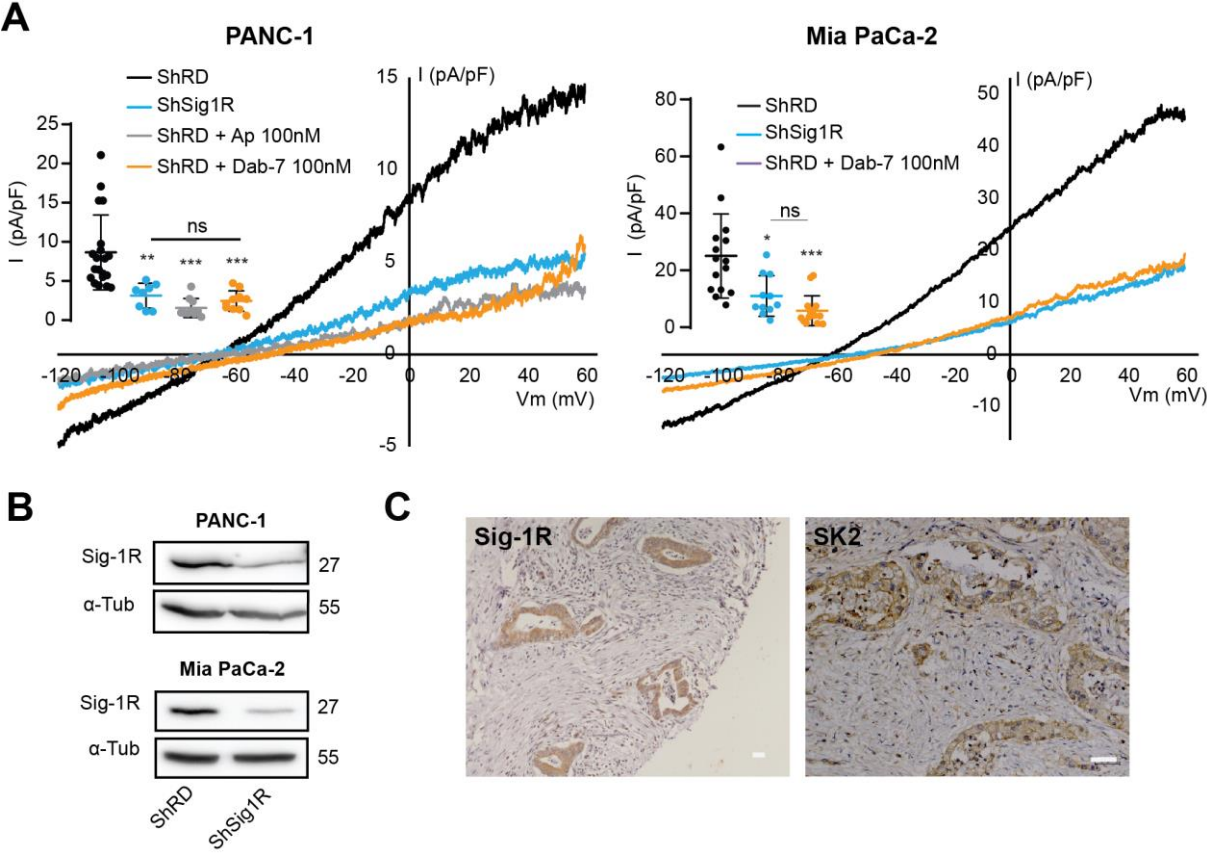 A
PANC-1
Mia PaCa-2
ShRD
ShSig1R
ShRD + Ap 100nM
ShRD + Dab-7 100nM
I (pA/pF)
15
10
5
0
-5
-120 -100 -80 -60 -40 -20 0 20 40 60
Vm (mV)
I (pA/pF)
25
20
15
10
5
0
ns
** *** ***
ShRD
ShSig1R
ShRD + Dab-7 100nM
I (pA/pF)
50
40
30
20
10
0
-10
-120 -100 -80 -60 -40 -20 0 20 40 60
Vm (mV)
I (pA/pF)
80
60
40
20
0
ns
* ***
B
PANC-1
Sig-1R 27
α-Tub 55
Mia PaCa-2
Sig-1R 27
α-Tub 55
ShRD ShSig1R
C
Sig-1R
SK2